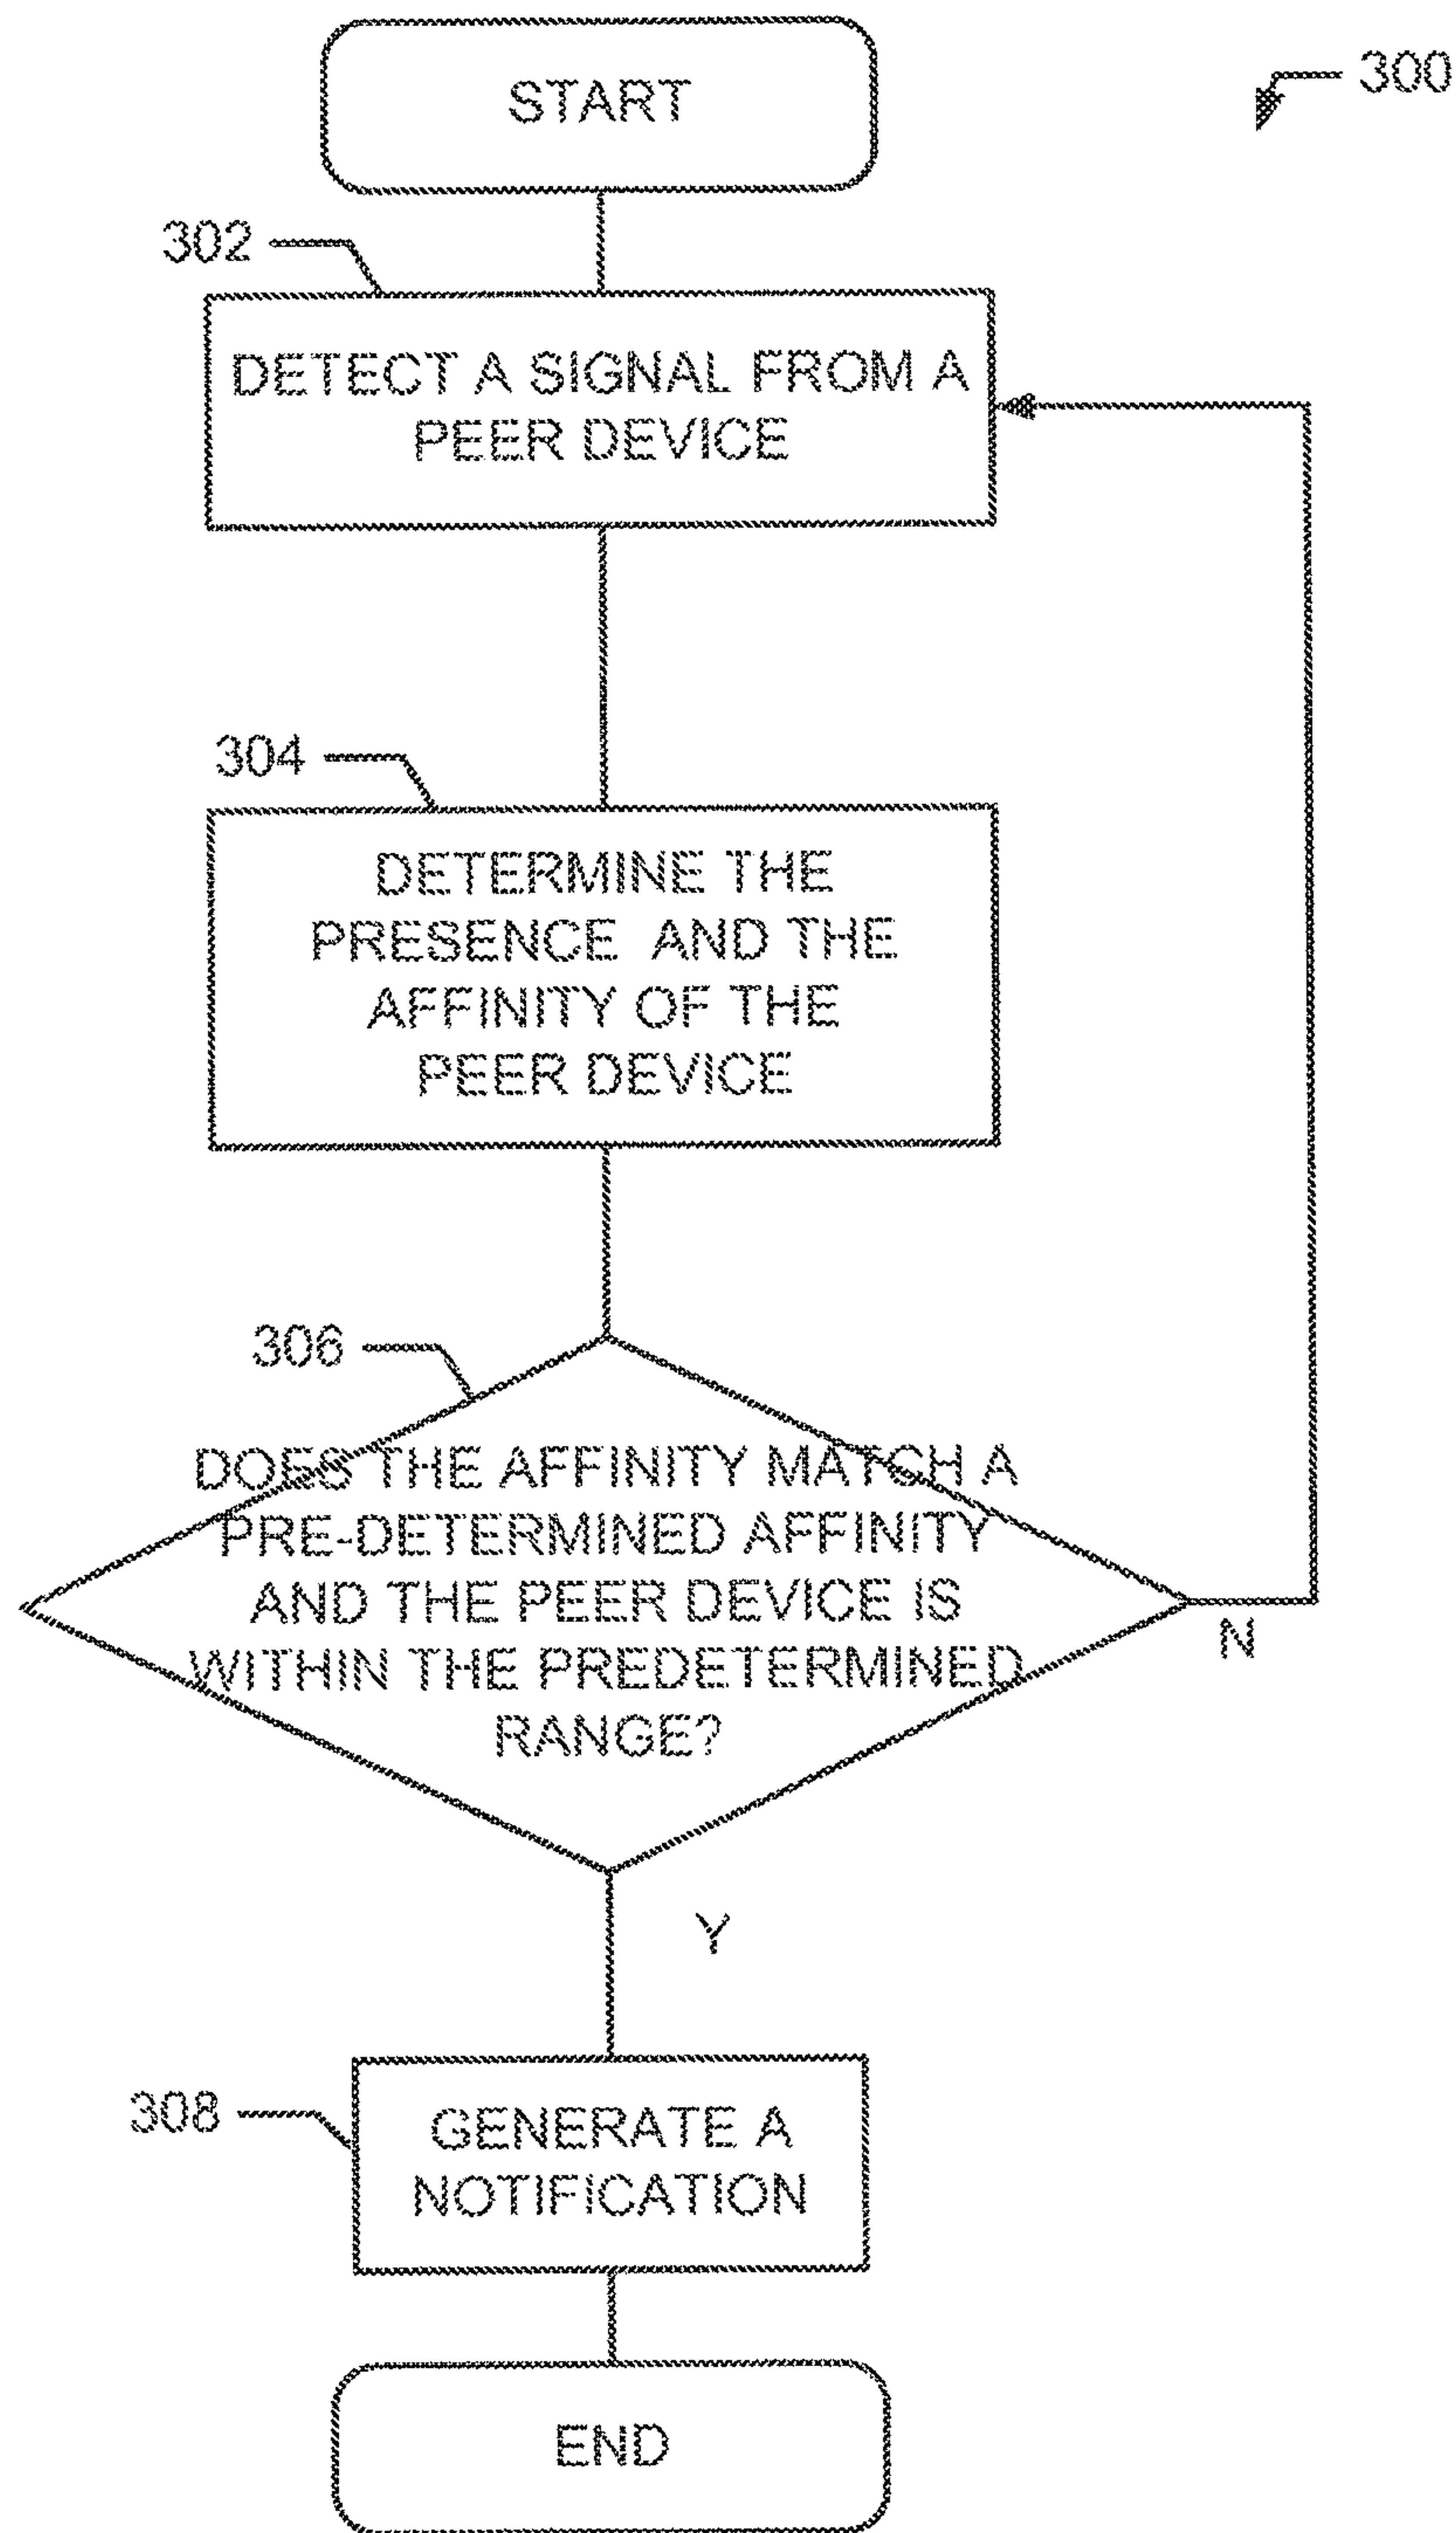 START
300
302
DETECT A SIGNAL FROM A
PEER DEVICE
304
DETERMINE THE
PRESENCE AND THE
AFFINITY OF THE
PEER DEVICE
306
DOES THE AFFINITY MATCH A
PRE-DETERMINED AFFINITY
AND THE PEER DEVICE IS
WITHIN THE PREDETERMINED
RANGE?
N
Y
308
GENERATE A
NOTIFICATION
END